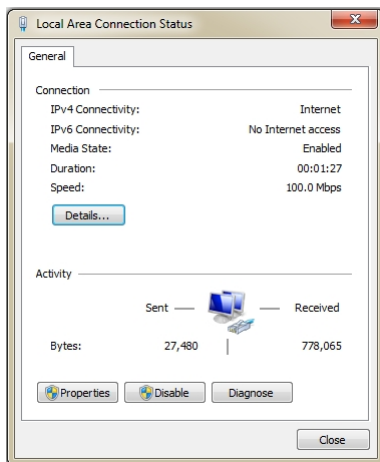 Local Area Connection Status
General
Connection
IPv4 Connectivity: Internet
IPv6 Connectivity: No Internet access
Media State: Enabled
Duration: 00:01:27
Speed: 100.0 Mbps
Details...
Activity
Sent Received
Bytes: 27,480 778,065
Properties Disable Diagnose
Close